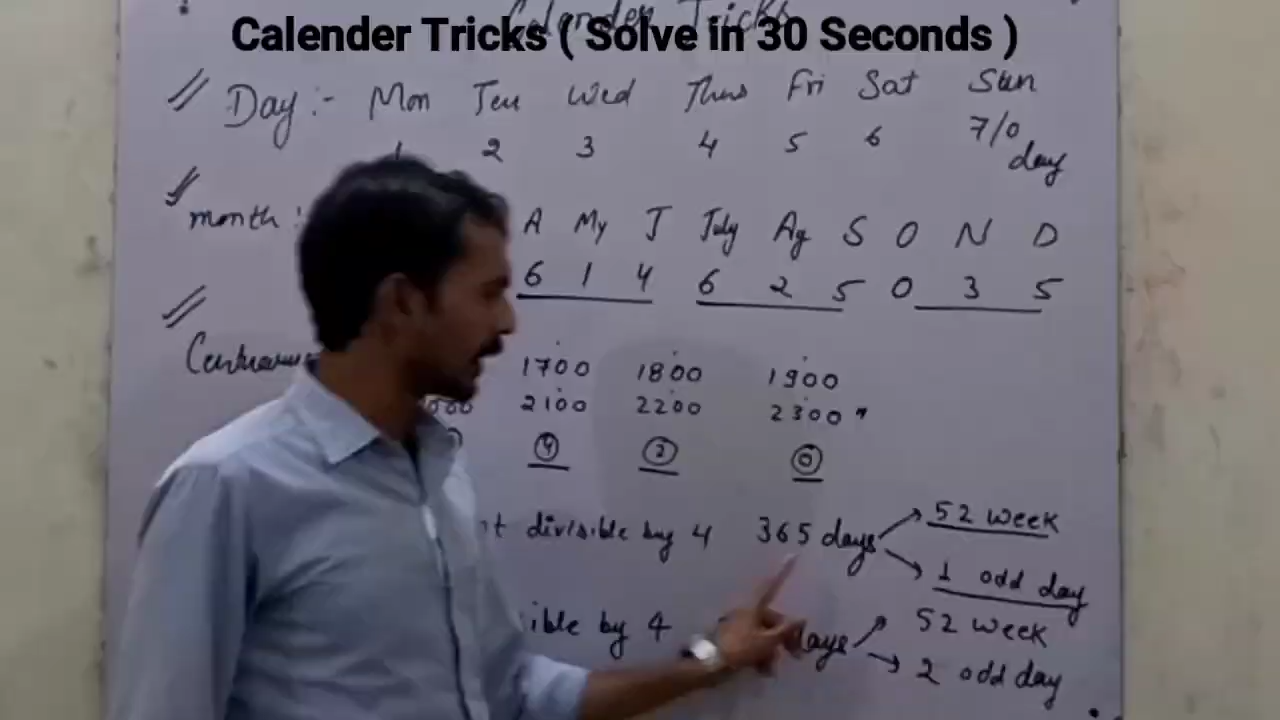 Calender Tricks
Calender Tricks ( Solve in 30 Seconds )
Day :- Mon Teu Wed Thus Fri Sat Sun
1 2 3 4 5 6 7/0 day
month : A My J July Ag S O N D
6 1 4 6 2 5 0 3 5
1700 1800 1900
2100 2200 2300
4 2 0
divisible by 4 365 days 52 week
1 odd day
ible by 4 days 52 week
2 odd day